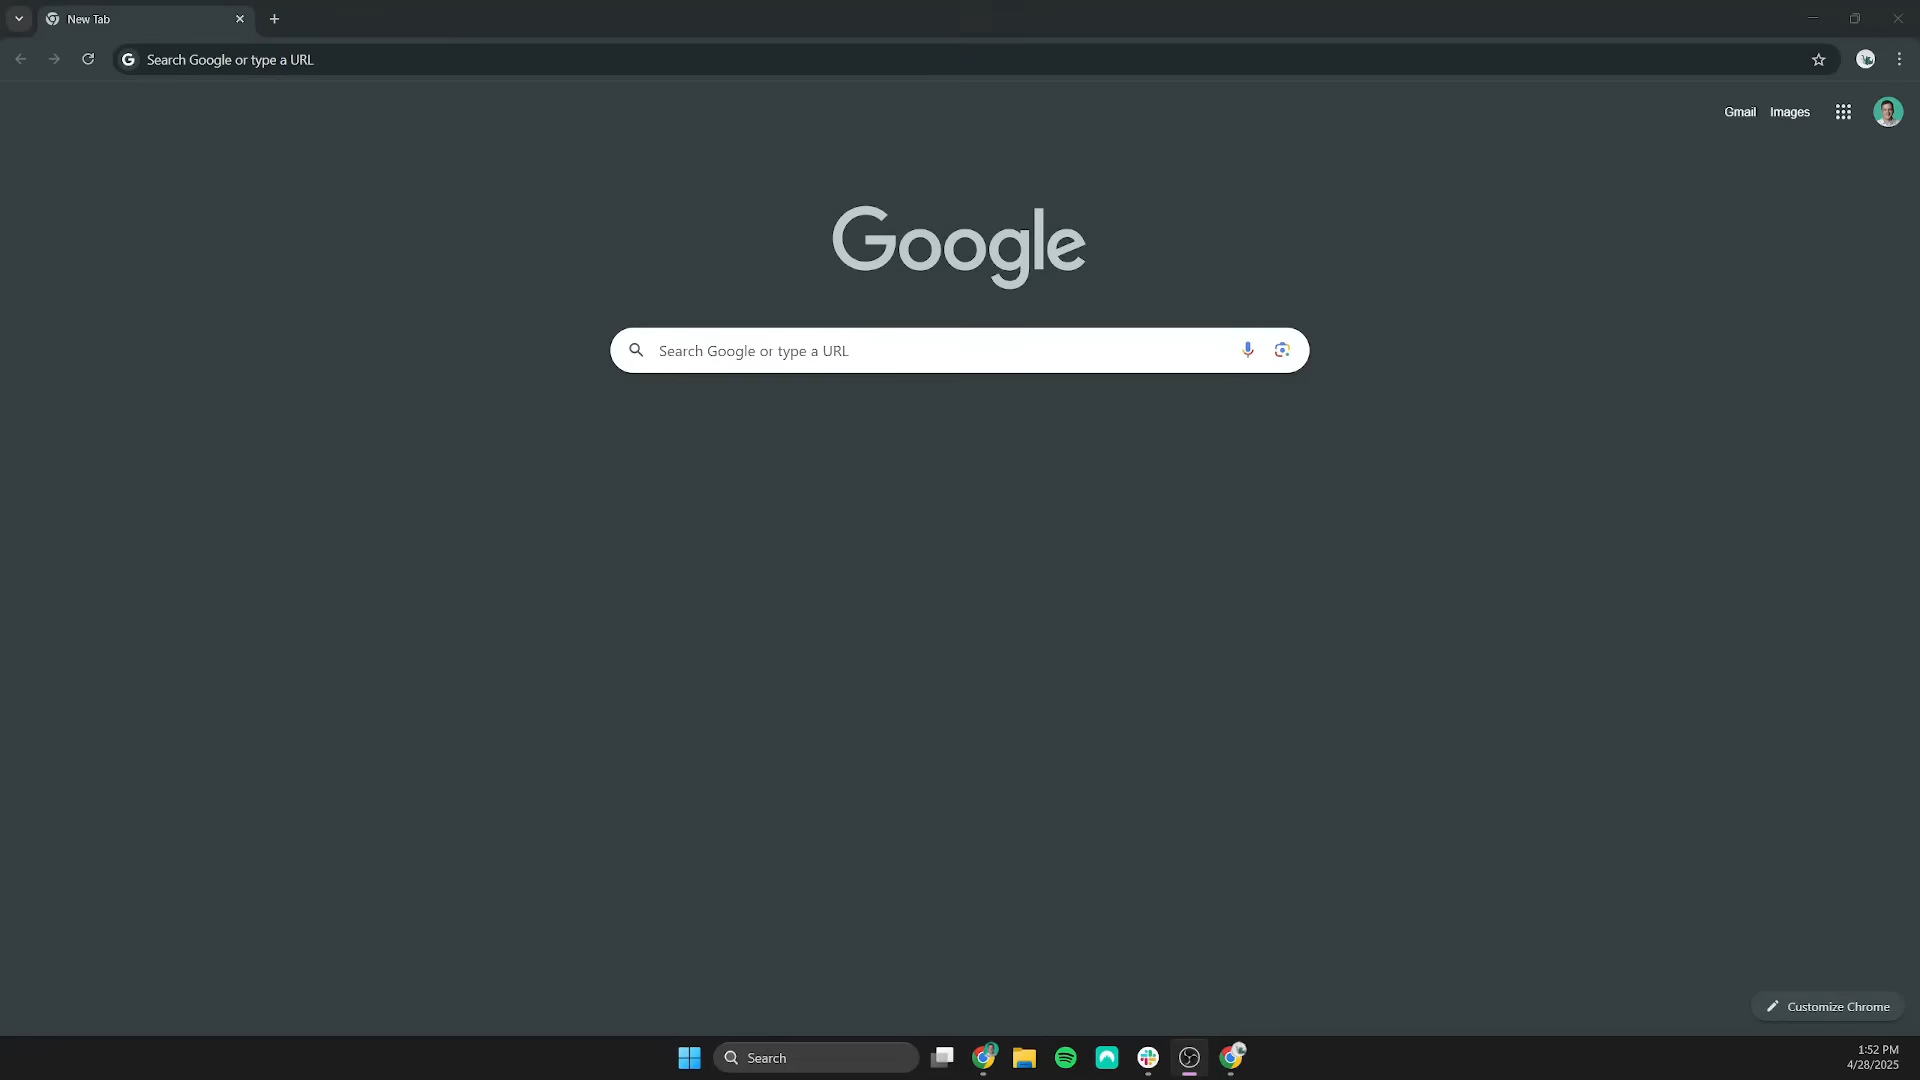 New Tab
Search Google or type a URL
Gmail Images
Google
Search Google or type a URL
Customize Chrome
Search
1:52 PM
4/28/2025